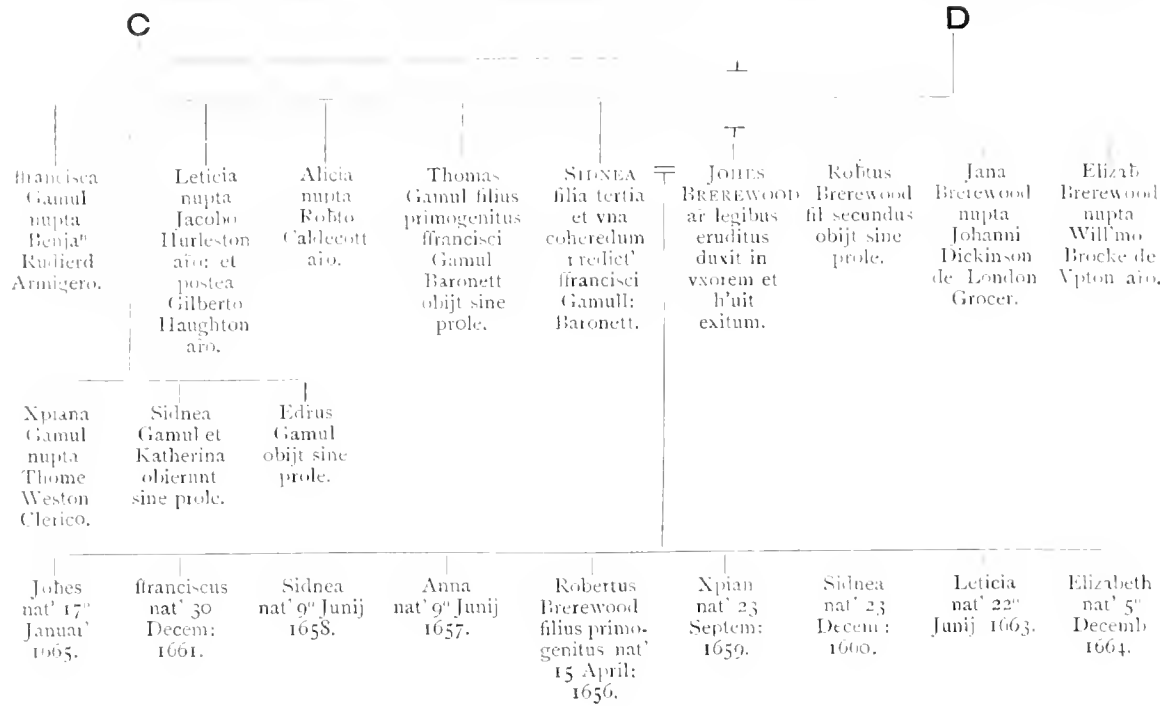 C
D
ffrancisca
Gamul
nupta
Benjaⁿ
Rudierd
Armigero.
Leticia
nupta
Jacobo
Hurleston
aro: et
postea
Gilberto
Haughton
aro.
Alicia
nupta
Robto
Caldecott
aro.
Thomas
Gamul filius
primogenitus
ffrancisci
Gamul
Baronett
obijt sine
prole.
SIDNEA
filia tertia
et vna
coheredum
predict'
ffrancisci
Gamull:
Baronett.
JOHES
BREREWOOD
ar legibus
eruditus
duxit in
vxorem et
h'uit
exitum.
Robtus
Brerewood
fil secundus
obijt sine
prole.
Jana
Brerewood
nupta
Johanni
Dickinson
de London
Grocer.
Elizab
Brerewood
nupta
Will'mo
Brocke de
Vpton aro.
Xpiana
Gamul
nupta
Thome
Weston
Clerico.
Sidnea
Gamul et
Katherina
obierunt
sine prole.
Edrus
Gamul
obijt sine
prole.
Johes
nat' 17º
Januar'
1665.
ffranciscus
nat' 30
Decem:
1661.
Sidnea
nat' 9º Junij
1658.
Anna
nat' 9º Junij
1657.
Robertus
Brerewood
filius primo-
genitus nat'
15 April:
1656.
Xpian
nat' 23
Septem:
1659.
Sidnea
nat' 23
Decem:
1660.
Leticia
nat' 22º
Junij 1663.
Elizabeth
nat' 5º
Decemb
1664.